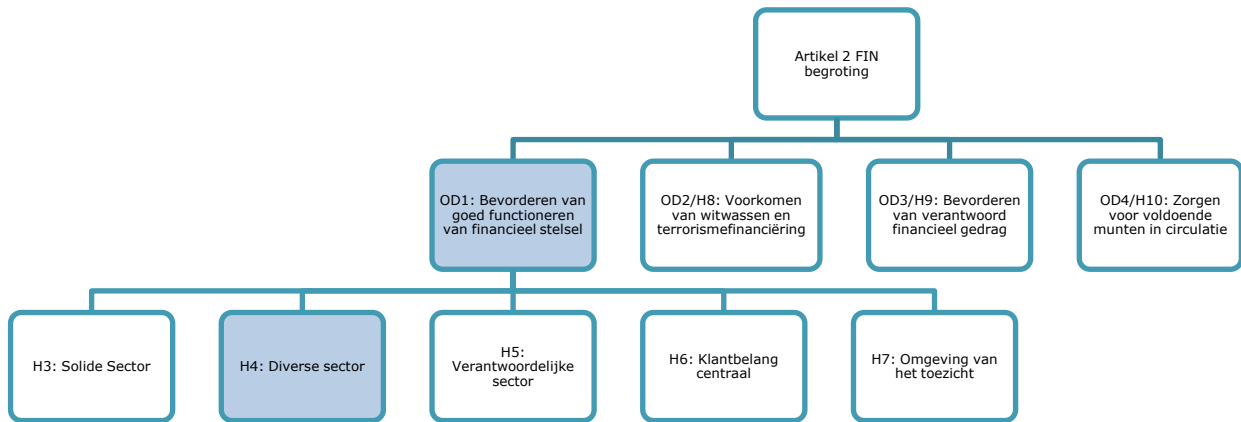 Artikel 2 FIN
begroting
OD1: Bevorderen van
goed functioneren
van financieel stelsel
OD2/H8: Voorkomen
van witwassen en
terrorismefinanciëring
OD3/H9: Bevorderen
van verantwoord
financieel gedrag
OD4/H10: Zorgen
voor voldoende
munten in circulatie
H3: Solide Sector
H4: Diverse sector
H5:
Verantwoordelijke
sector
H6: Klantbelang
centraal
H7: Omgeving van
het toezicht